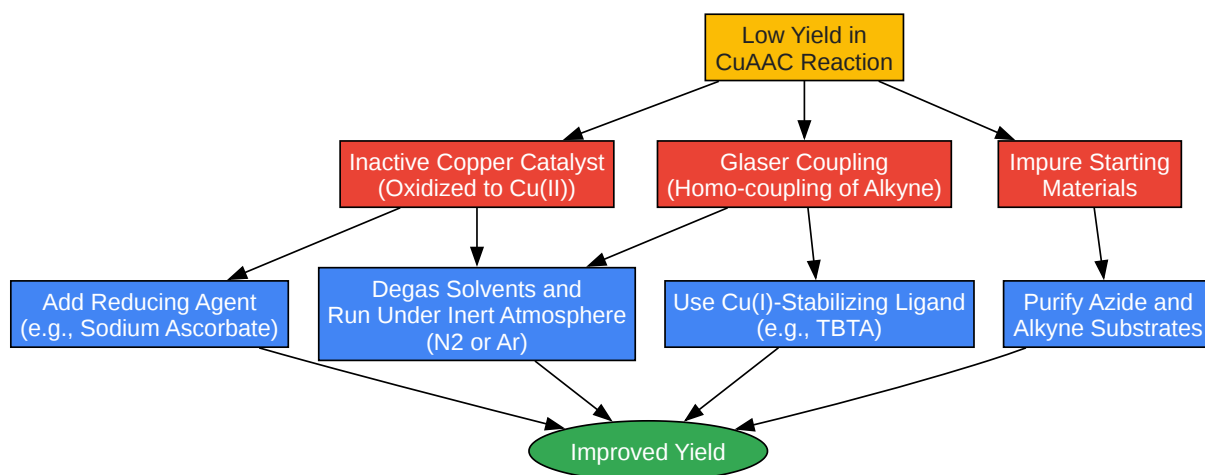 Low Yield in
CuAAC Reaction
Inactive Copper Catalyst
(Oxidized to Cu(II))
Glaser Coupling
(Homo-coupling of Alkyne)
Impure Starting
Materials
Add Reducing Agent
(e.g., Sodium Ascorbate)
Degas Solvents and
Run Under Inert Atmosphere
(N2 or Ar)
Use Cu(I)-Stabilizing Ligand
(e.g., TBTA)
Purify Azide and
Alkyne Substrates
Improved Yield